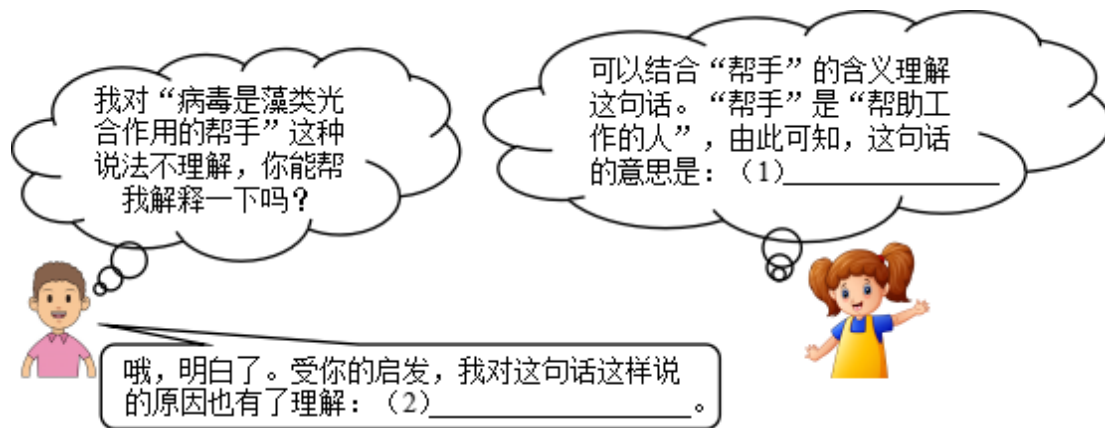 我对“病毒是藻类光
合作用的帮手”这种
说法不理解，你能帮
我解释一下吗？
可以结合“帮手”的含义理解
这句话。“帮手”是“帮助工
作的人”，由此可知，这句话
的意思是：（1）________________
哦，明白了。受你的启发，我对这句话这样说
的原因也有了理解：（2）____________________。